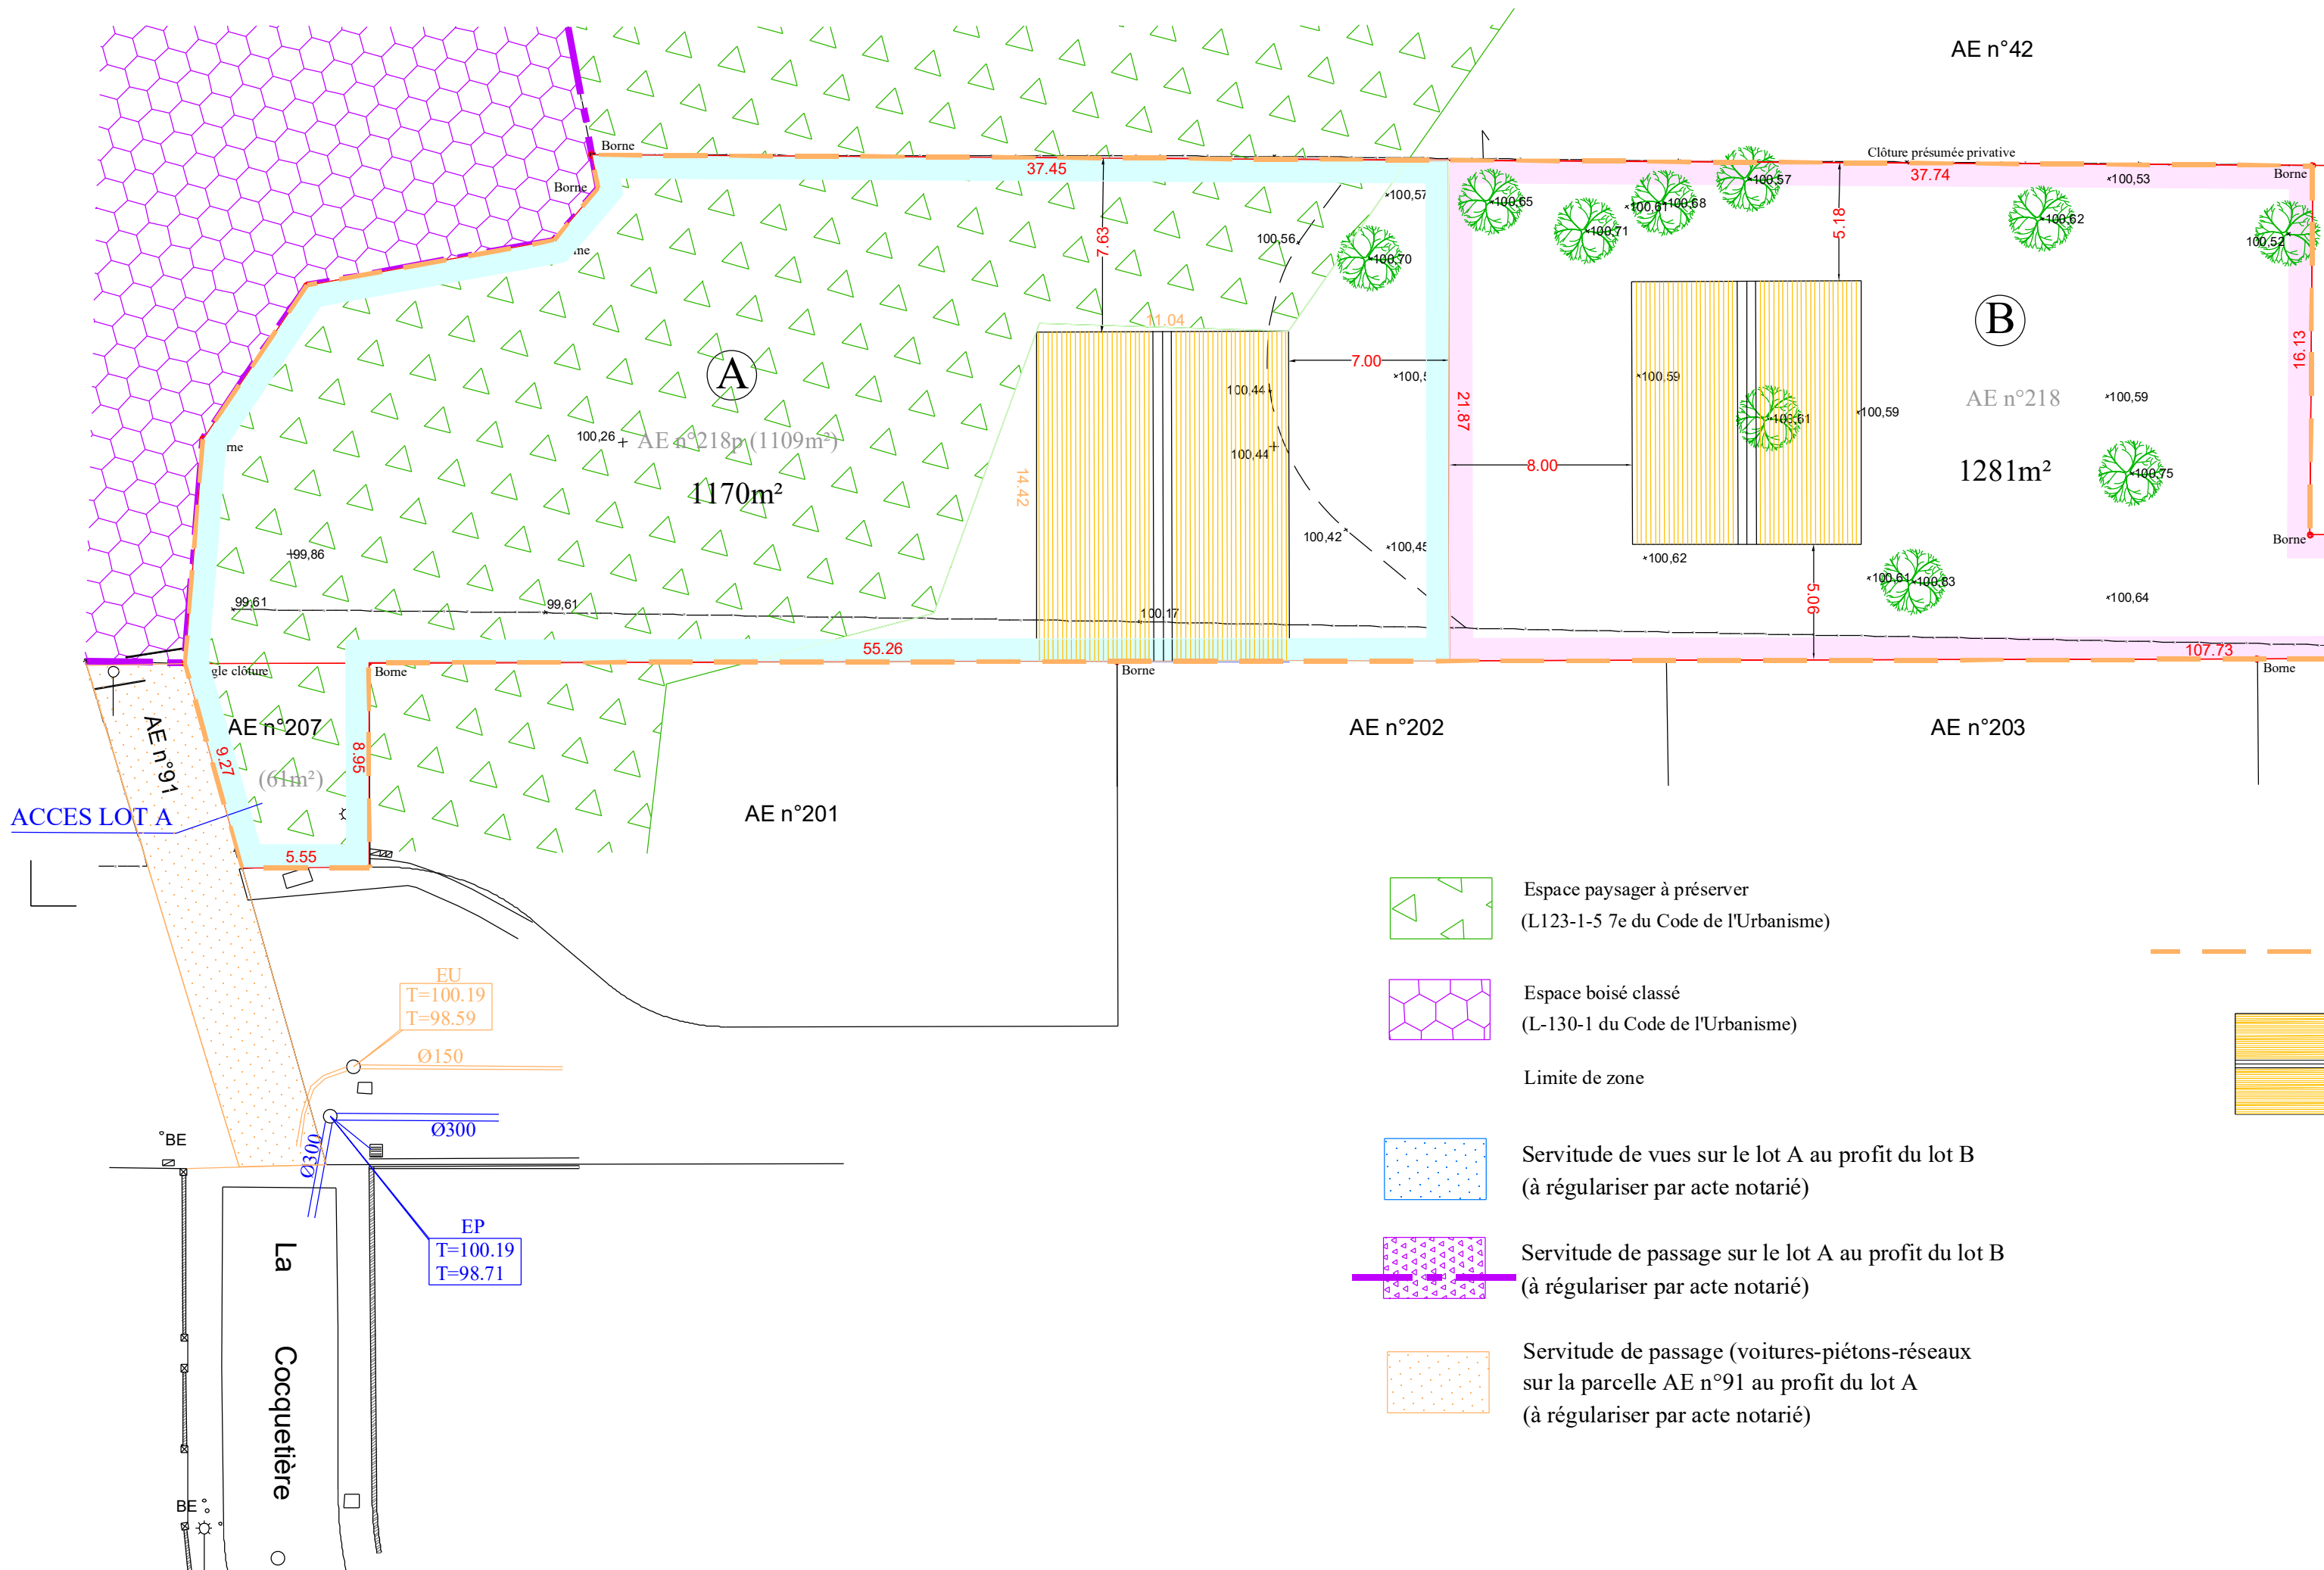 AE n°42
Borne
Clôture présumée privative
37.45
37.74
Borne
Borne
100,57
100,65
100,61
100,68
100,57
100,53
100,71
100,62
100,52
7.63
100,56
100,70
5.18
11.04
A
B
7.00
16.13
100,44
100,59
100,61
100,59
100,59
AE n°218
21.87
100,26
AE n°218p (1109m²)
100,44
8.00
1281m²
100,75
14.42
1170m²
100,42
100,45
Borne
99,86
100,62
100,61
100,83
100,64
5.06
99,61
99,61
100,17
55.26
107.73
gle clôture
Borne
Borne
Borne
AE n°91
AE n°207
9.27
8.95
(61m²)
AE n°202
AE n°203
ACCES LOT A
AE n°201
5.55
Espace paysager à préserver
(L123-1-5 7e du Code de l'Urbanisme)
EU
T=100.19
T=98.59
Espace boisé classé
(L-130-1 du Code de l'Urbanisme)
Ø150
Limite de zone
Ø300
Ø300
°BE
Servitude de vues sur le lot A au profit du lot B
(à régulariser par acte notarié)
EP
T=100.19
T=98.71
Servitude de passage sur le lot A au profit du lot B
(à régulariser par acte notarié)
La Cocquetière
Servitude de passage (voitures-piétons-réseaux
sur la parcelle AE n°91 au profit du lot A
(à régulariser par acte notarié)
BE